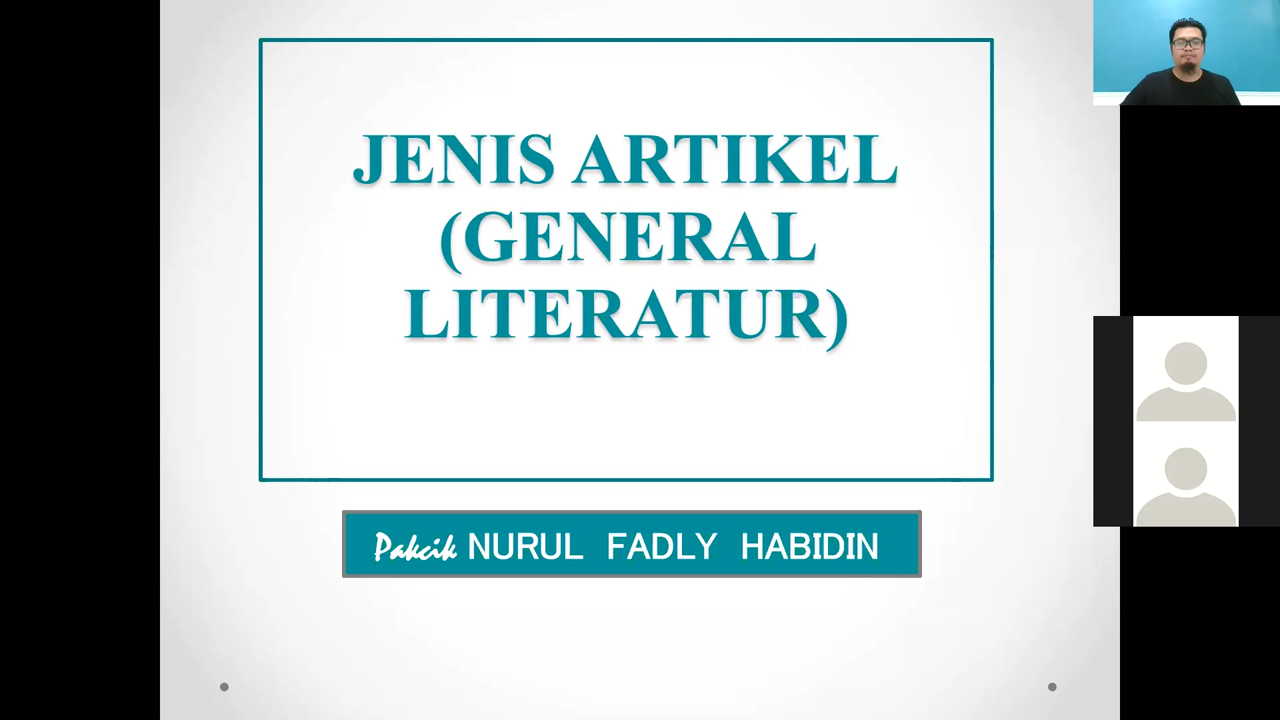 JENIS ARTIKEL
(GENERAL
LITERATUR)
Pakcik NURUL FADLY HABIDIN